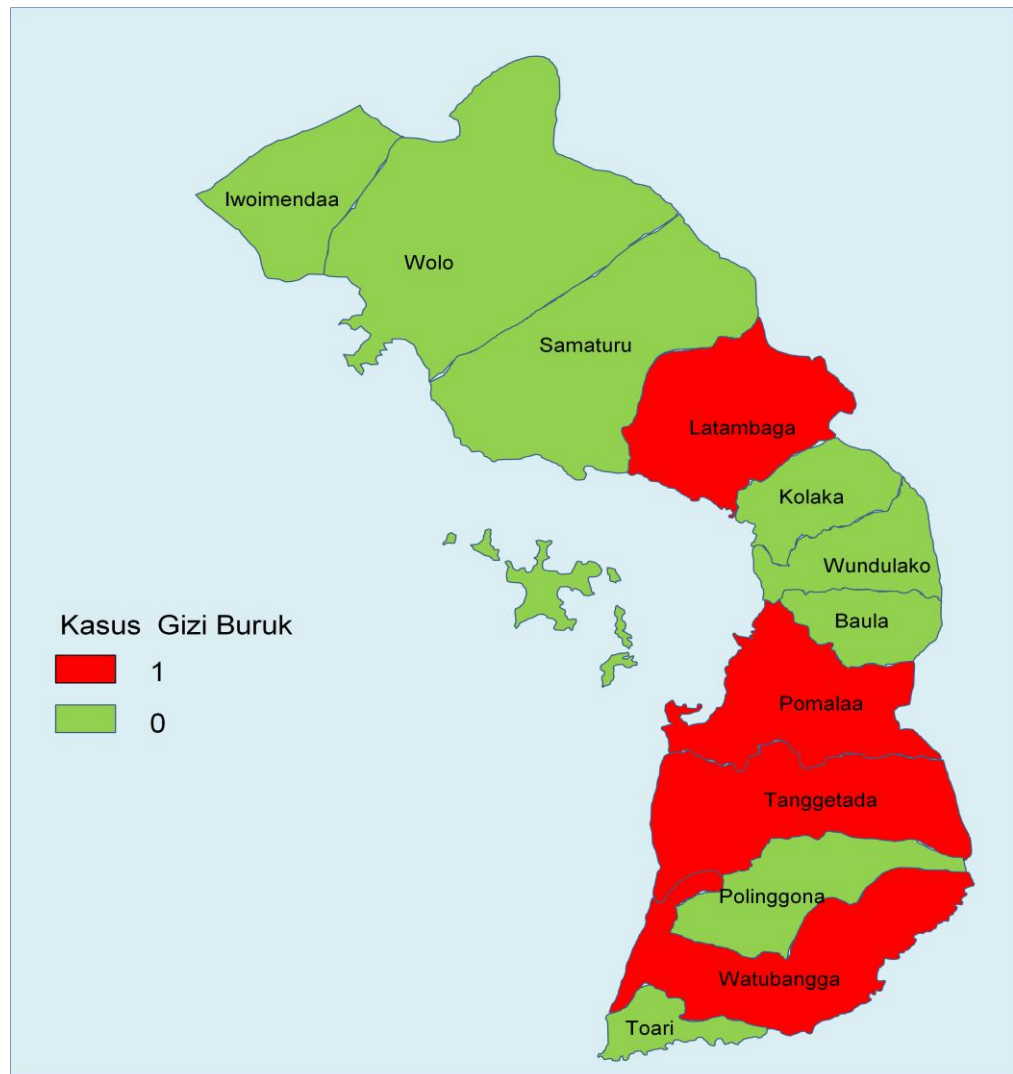 Iwoimendaa
Wolo
Samaturu
Latambaga
Kolaka
Wundulako
Baula
Kasus Gizi Buruk
1
0
Pomalaa
Tanggetada
Polinggona
Watubangga
Toari